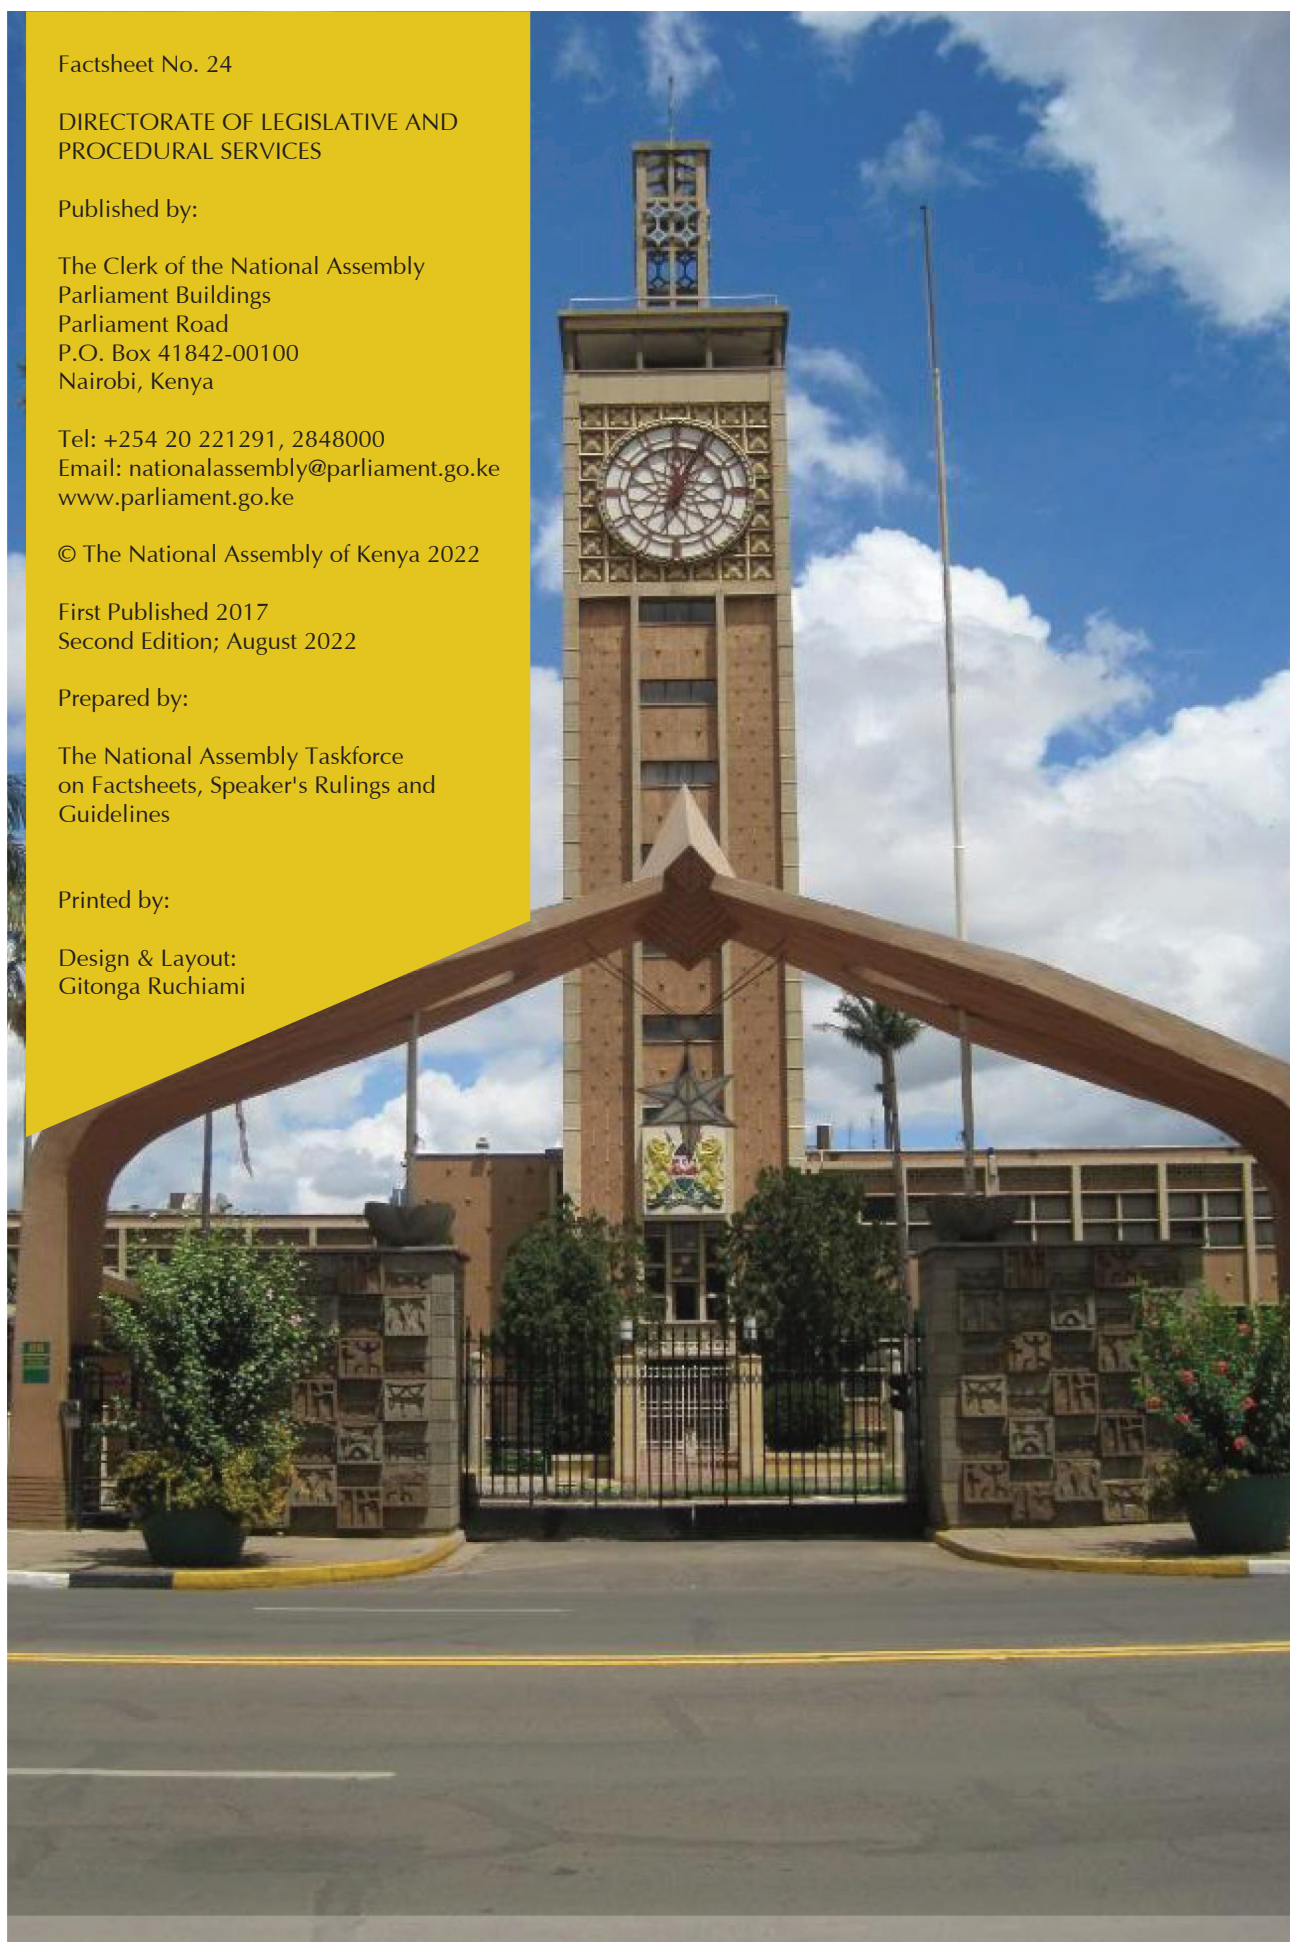 Factsheet No. 24
DIRECTORATE OF LEGISLATIVE AND
PROCEDURAL SERVICES
Published by:
The Clerk of the National Assembly
Parliament Buildings
Parliament Road
P.O. Box 41842-00100
Nairobi, Kenya
Tel: +254 20 221291, 2848000
Email: nationalassembly@parliament.go.ke
www.parliament.go.ke
© The National Assembly of Kenya 2022
First Published 2017
Second Edition; August 2022
Prepared by:
The National Assembly Taskforce
on Factsheets, Speaker's Rulings and
Guidelines
Printed by:
Design & Layout:
Gitonga Ruchiami